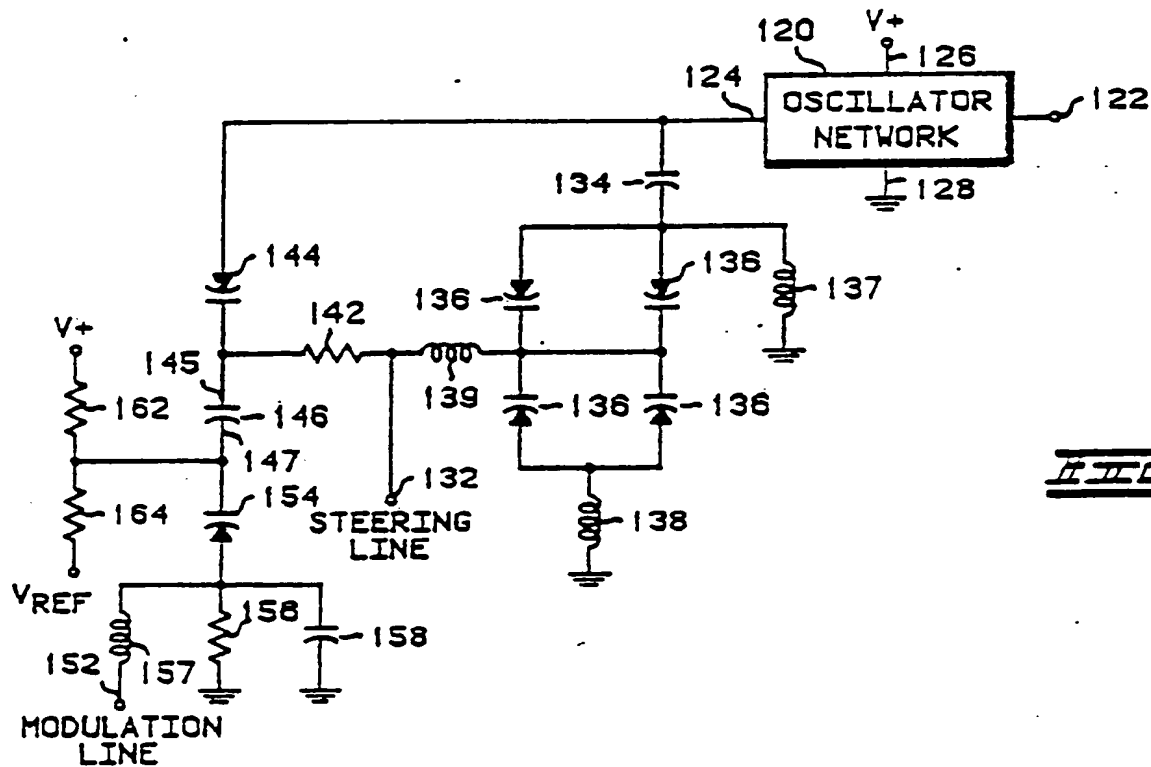 120
V+
126
124
OSCILLATOR
NETWORK
122
134
128
144
136
136
137
V+
142
145
139
136
136
162
146
147
132
154
STEERING
LINE
138
164
VREF
158
158
152
157
MODULATION
LINE